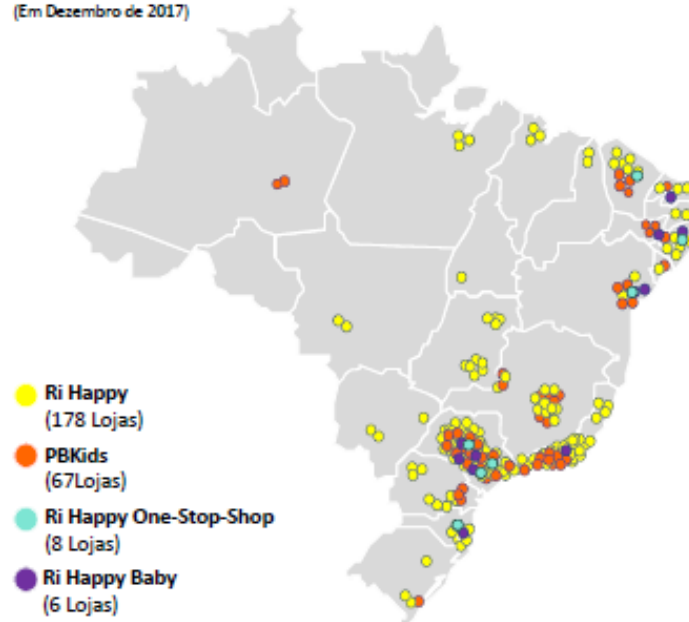 (Em Dezembro de 2017)
Ri Happy
(178 Lojas)
PBKids
(67Lojas)
Ri Happy One-Stop-Shop
(8 Lojas)
Ri Happy Baby
(6 Lojas)